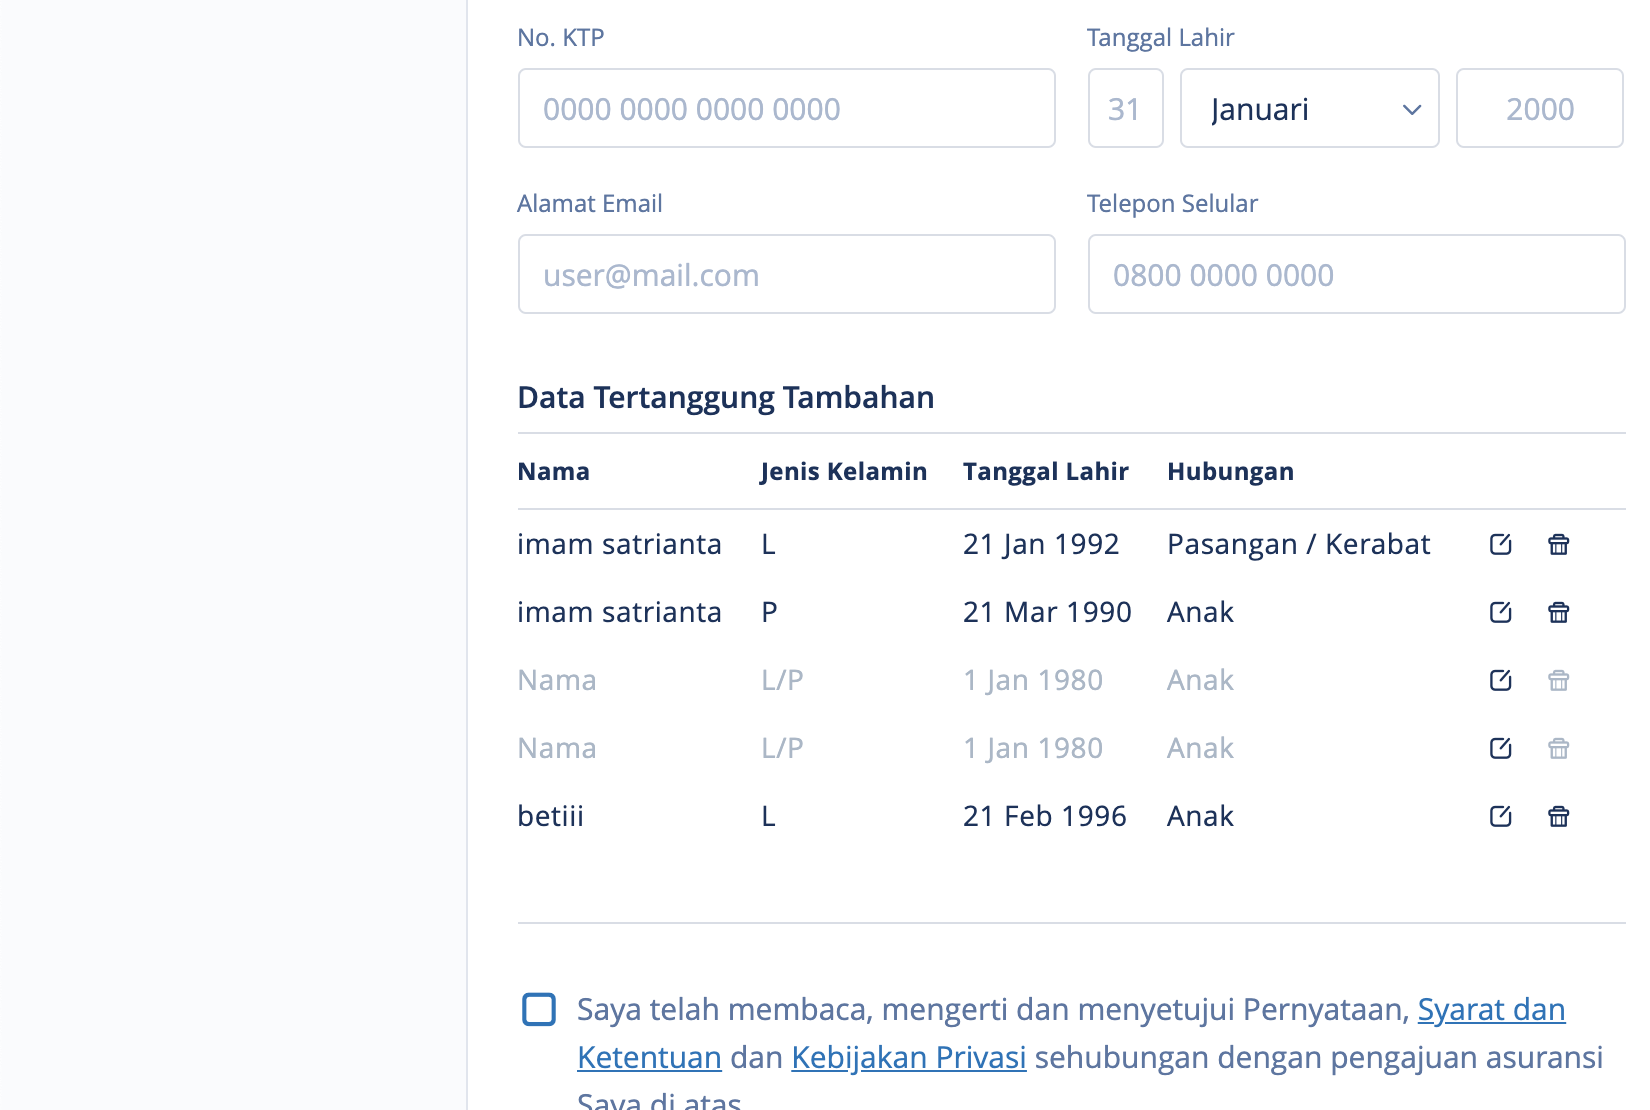 No. KTP
Tanggal Lahir
0000 0000 0000 0000
31
Januari
2000
Alamat Email
Telepon Selular
user@mail.com
0800 0000 0000
Data Tertanggung Tambahan
Nama Jenis Kelamin Tanggal Lahir Hubungan
imam satrianta L 21 Jan 1992 Pasangan / Kerabat
imam satrianta P 21 Mar 1990 Anak
Nama L/P 1 Jan 1980 Anak
Nama L/P 1 Jan 1980 Anak
betiii L 21 Feb 1996 Anak
Saya telah membaca, mengerti dan menyetujui Pernyataan, Syarat dan
Ketentuan dan Kebijakan Privasi sehubungan dengan pengajuan asuransi
Saya di atas